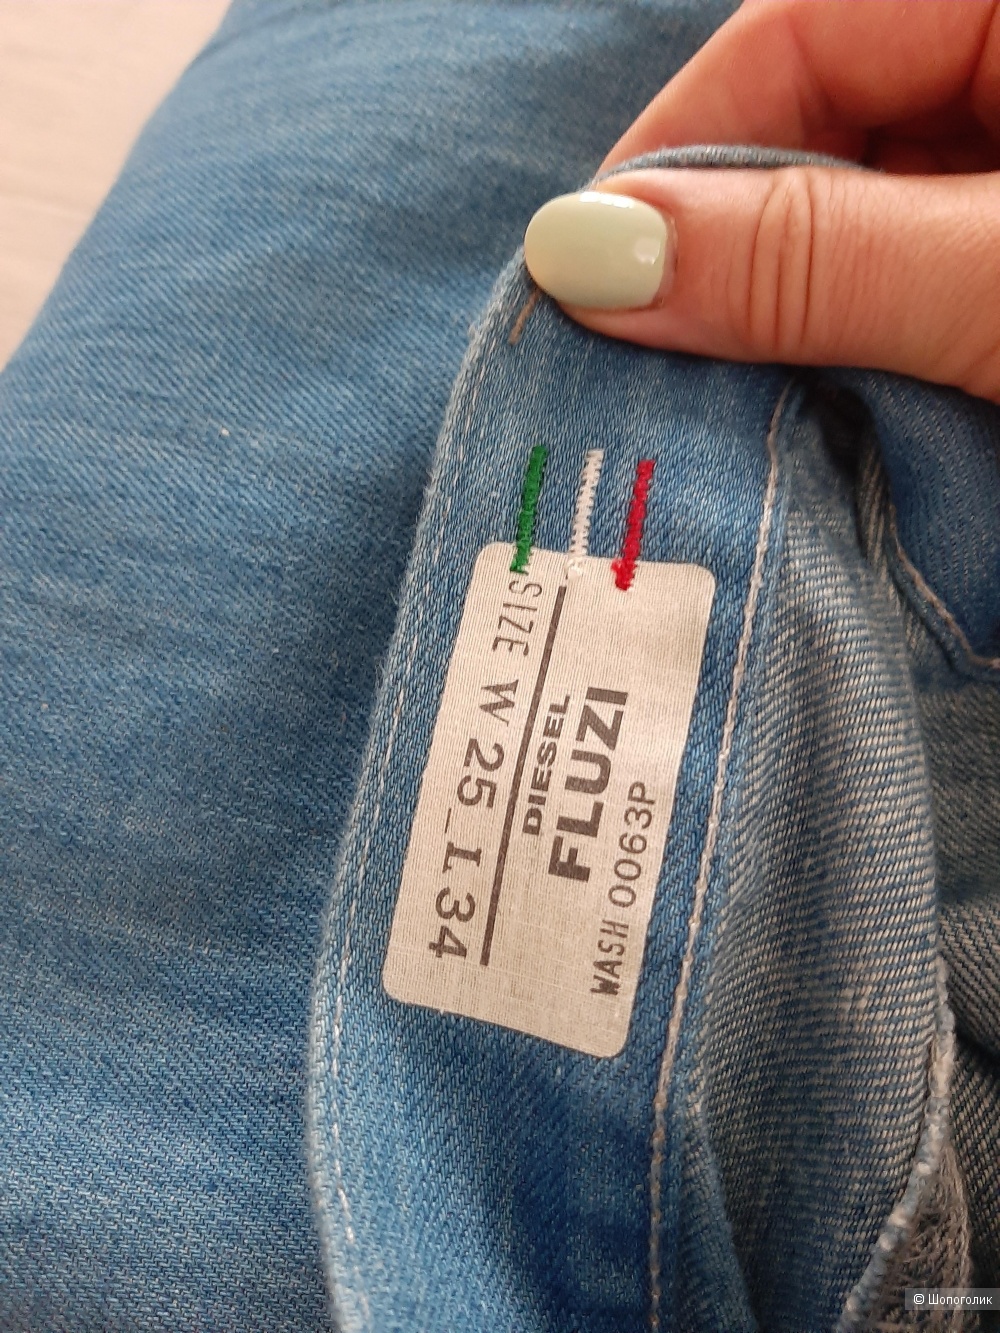 SIZE W 25 L 34
DIESEL
FLUZI
WASH 0063P
© Шопоголик